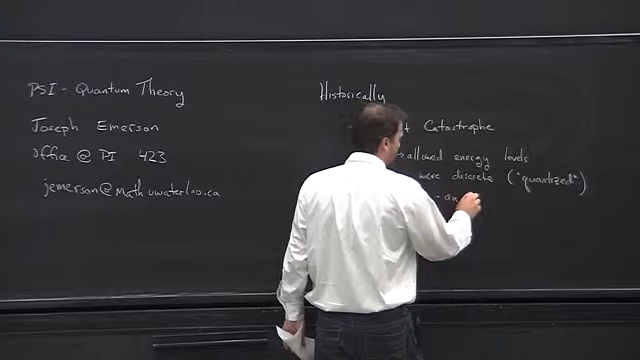 PSI - Quantum Theory
Joseph Emerson
Office @ PI 423
jemerson@math.uwaterloo.ca
Historically
Catastrophe
→ allowed energy levels
were discrete ("quantized")